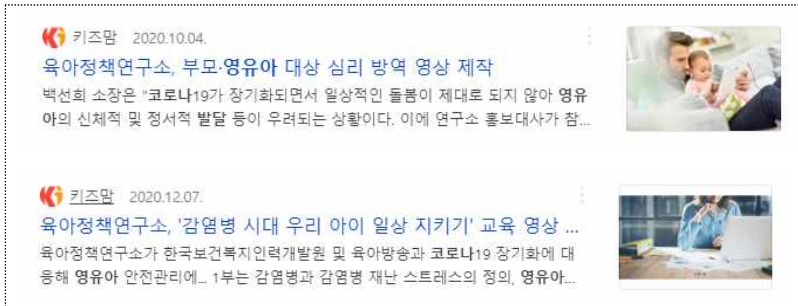 키즈맘 2020.10.04.
육아정책연구소, 부모·영유아 대상 심리 방역 영상 제작
백선희 소장은 "코로나19가 장기화되면서 일상적인 돌봄이 제대로 되지 않아 영유
아의 신체적 및 정서적 발달 등이 우려되는 상황이다. 이에 연구소 홍보대사가 참...
키즈맘 2020.12.07.
육아정책연구소, '감염병 시대 우리 아이 일상 지키기' 교육 영상 ...
육아정책연구소가 한국보건복지인력개발원 및 육아방송과 코로나19 장기화에 대
응해 영유아 안전관리에... 1부는 감염병과 감염병 재난 스트레스의 정의, 영유아...